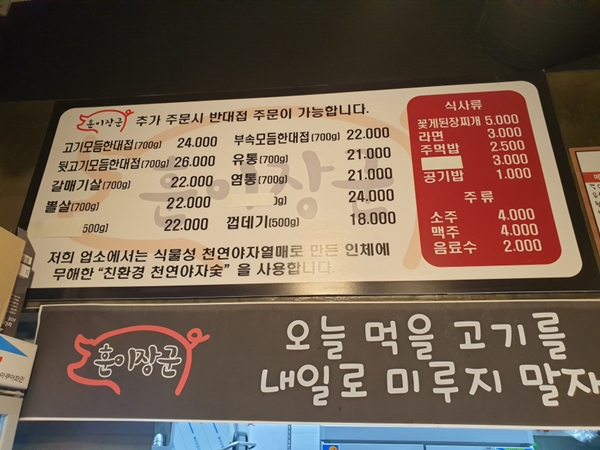 훈이장군
추가 주문시 반대접 주문이 가능합니다.
고기모듬한대접(700g) 24.000
뒷고기모듬한대접(700g) 26.000
갈매기살(700g) 22.000
뽈살(700g) 22.000
500g) 22.000
부속모듬한대접(700g) 22.000
유통(700g) 21.000
염통(700g) 21.000
g) 24.000
껍데기(500g) 18.000
훈이장군
저희 업소에서는 식물성 천연야자열매로 만든 인체에
무해한 "친환경 천연야자숯" 을 사용합니다.
식사류
꽃게된장찌개 5.000
라면 3.000
주먹밥 2.500
3.000
공기밥 1.000
주류
소주 4.000
맥주 4.000
음료수 2.000
훈이장군
오늘 먹을 고기를
내일로 미루지 말자